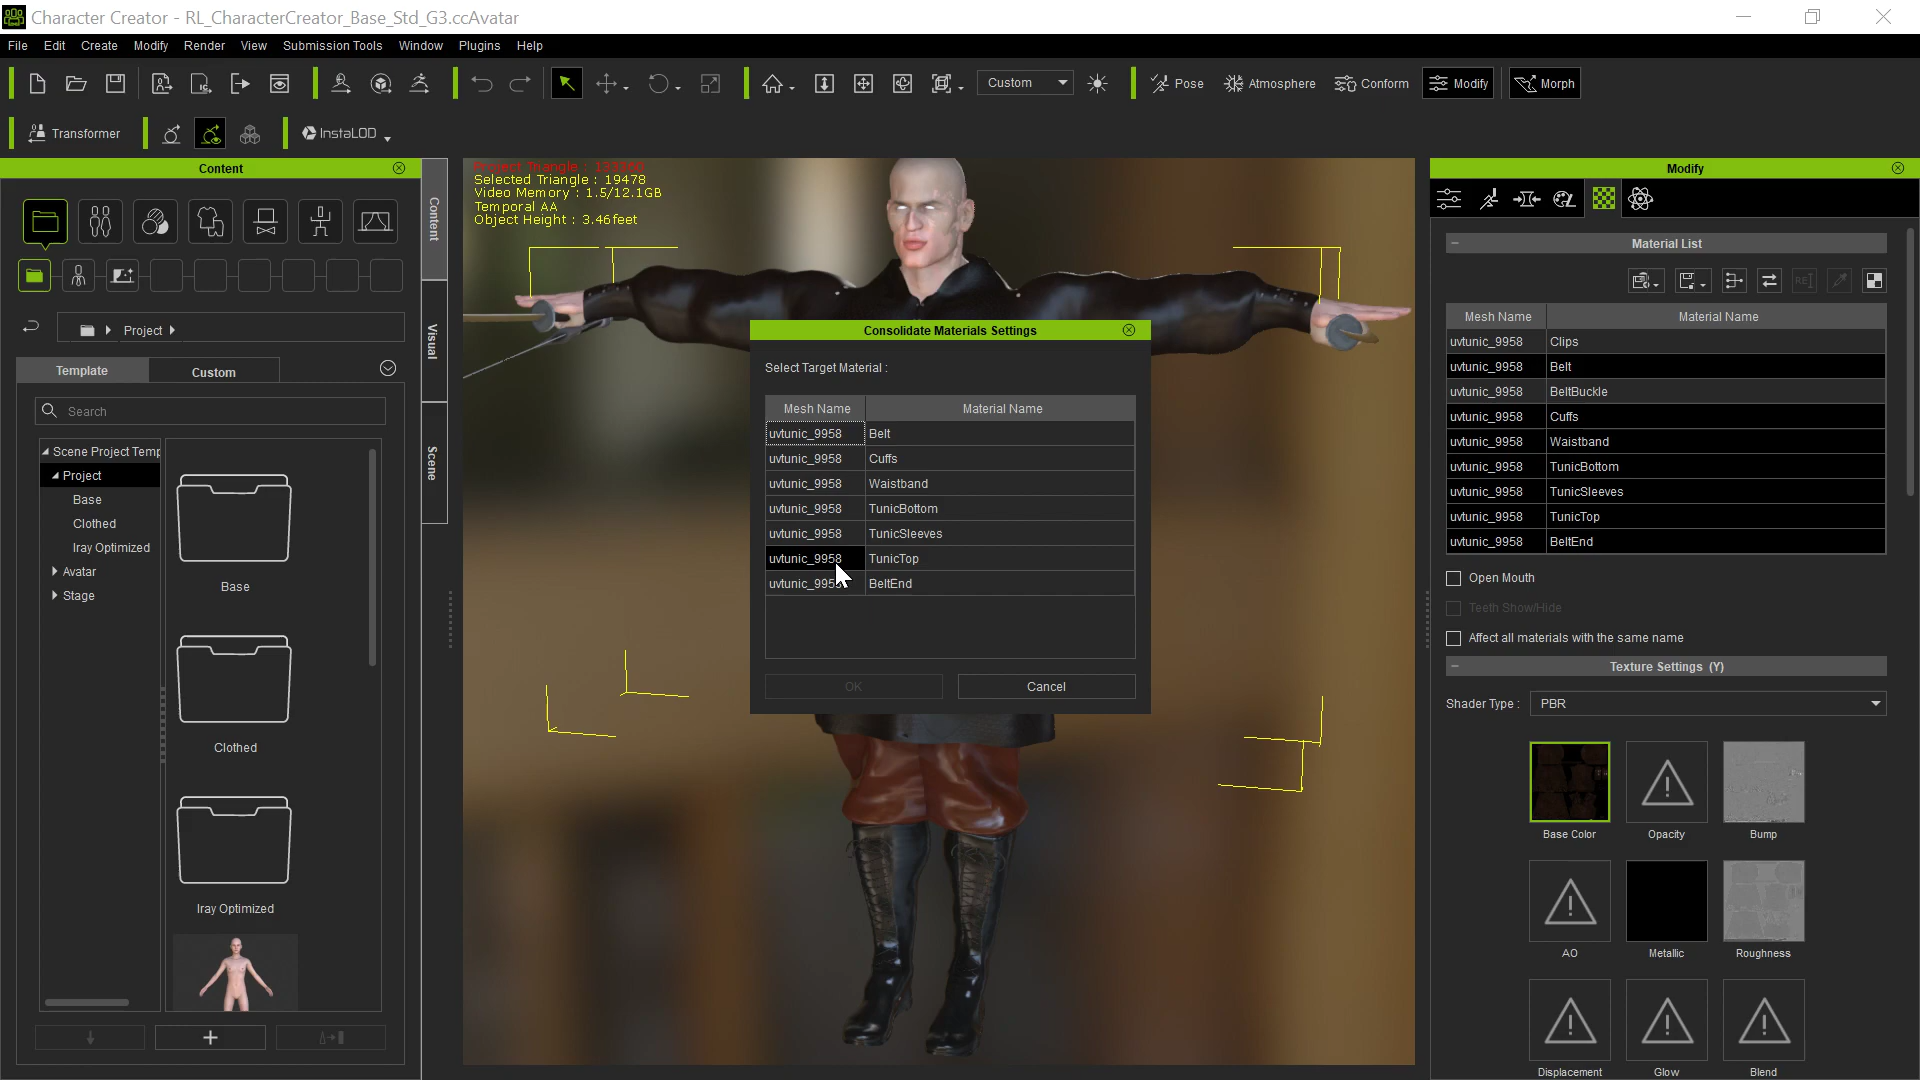 Character Creator - RL_CharacterCreator_Base_Std_G3.ccAvatar
File Edit Create Modify Render View Submission Tools Window Plugins Help
Custom Pose Atmosphere Conform Modify Morph
Transformer InstaLOD
Content
Content
Visual
Scene
Project
Template Custom
Search
Scene Project Temp
Project
Base
Clothed
Iray Optimized
Avatar
Stage
Base
Clothed
Iray Optimized
Project Triangle :
Selected Triangle : 19478
Video Memory : 1.5/12.1GB
Temporal AA
Object Height : 3.46feet
Consolidate Materials Settings
Select Target Material :
Mesh Name Material Name
uvtunic_9958 Belt
uvtunic_9958 Cuffs
uvtunic_9958 Waistband
uvtunic_9958 TunicBottom
uvtunic_9958 TunicSleeves
uvtunic_9958 TunicTop
uvtunic_9958 BeltEnd
OK Cancel
Modify
Material List
Mesh Name Material Name
uvtunic_9958 Clips
uvtunic_9958 Belt
uvtunic_9958 BeltBuckle
uvtunic_9958 Cuffs
uvtunic_9958 Waistband
uvtunic_9958 TunicBottom
uvtunic_9958 TunicSleeves
uvtunic_9958 TunicTop
uvtunic_9958 BeltEnd
Open Mouth
Teeth Show/Hide
Affect all materials with the same name
Texture Settings (Y)
Shader Type : PBR
Base Color Opacity Bump
AO Metallic Roughness
Displacement Glow Blend